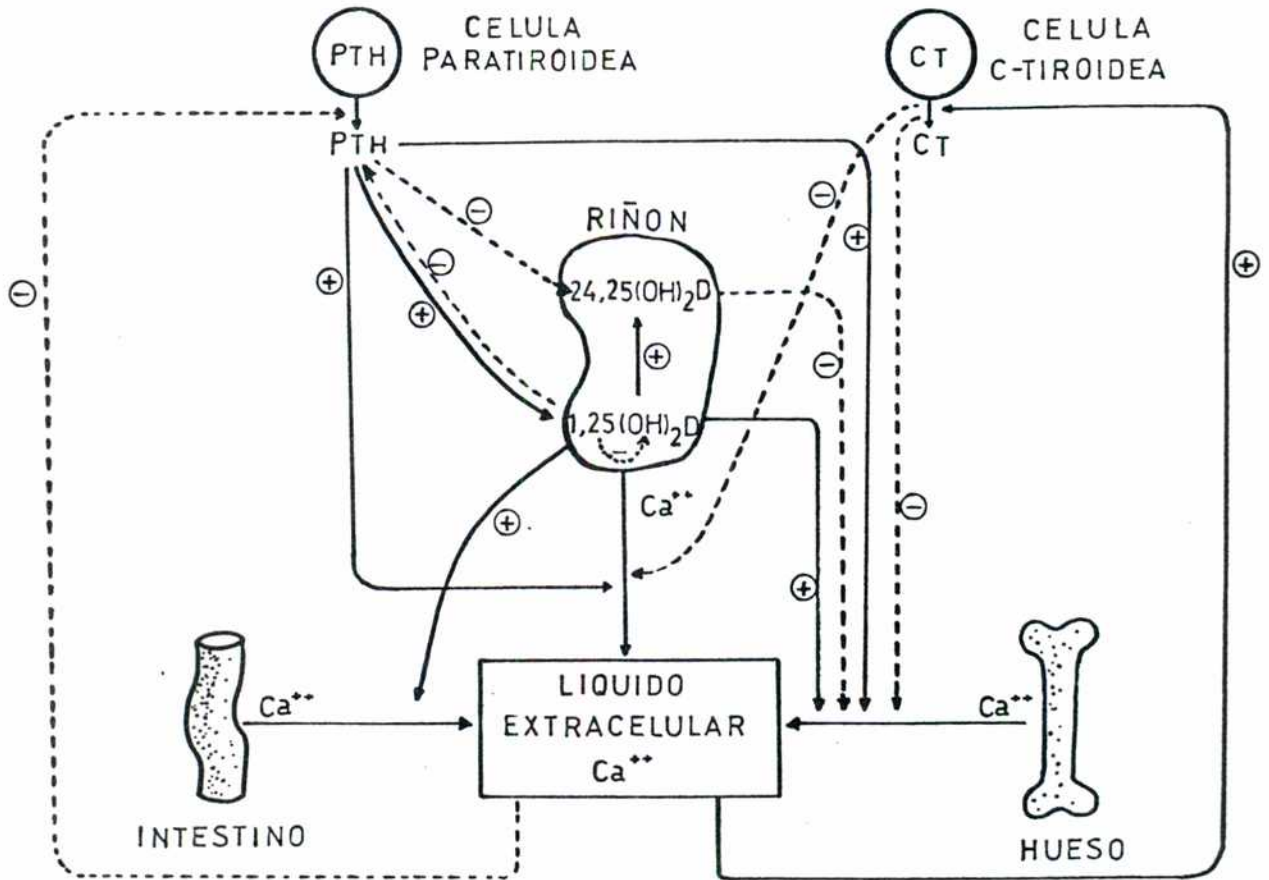 PTH
CELULA
PARATIROIDEA
CT
CELULA
C-TIROIDEA
PTH
CT
RIÑON
⊖
⊖
⊖
⊕
⊕
⊖
⊕
⊕
24,25(OH)₂D
⊕
⊖
1,25(OH)₂D
-
Ca⁺⁺
⊕
⊖
⊕
Ca⁺⁺
LIQUIDO
EXTRACELULAR
Ca⁺⁺
Ca⁺⁺
INTESTINO
HUESO